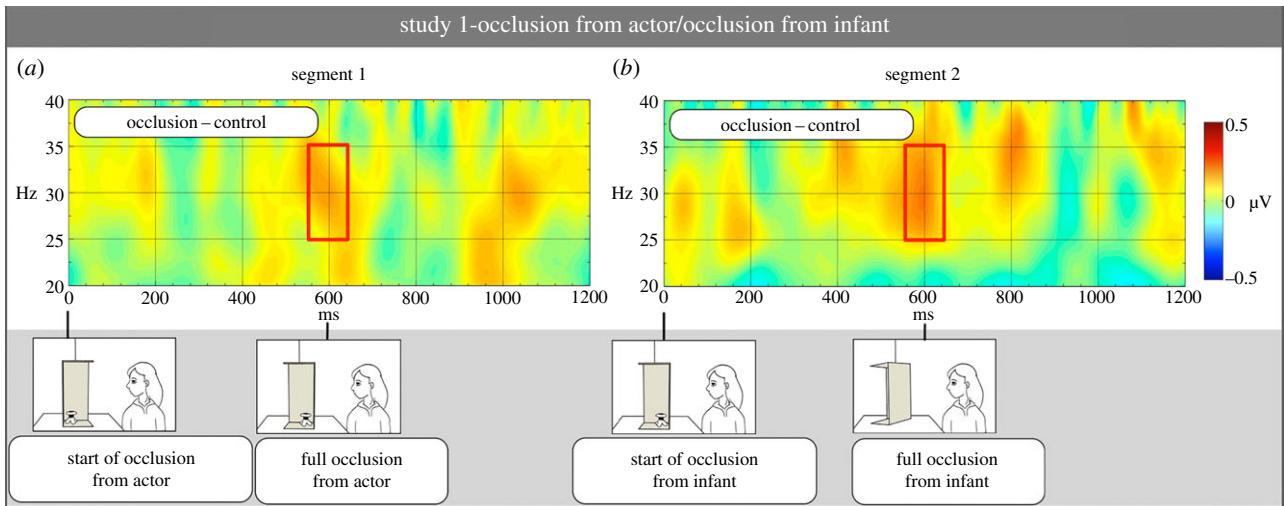 study 1-occlusion from actor/occlusion from infant
(a)
segment 1
40
35
Hz 30
25
20
occlusion – control
0 200 400 600 800 1000 1200
ms
(b)
segment 2
40
35
Hz 30
25
20
occlusion – control
0 200 400 600 800 1000 1200
ms
0.5
0 μV
–0.5
start of occlusion
from actor
full occlusion
from actor
start of occlusion
from infant
full occlusion
from infant